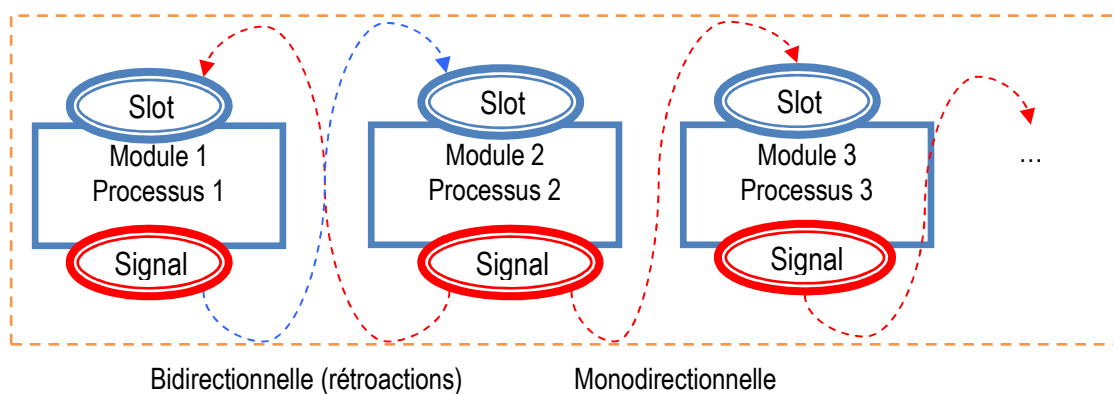 Slot
Slot
Slot
Module 1
Processus 1
Module 2
Processus 2
Module 3
Processus 3
...
Signal
Signal
Signal
Bidirectionnelle (rétroactions)
Monodirectionnelle